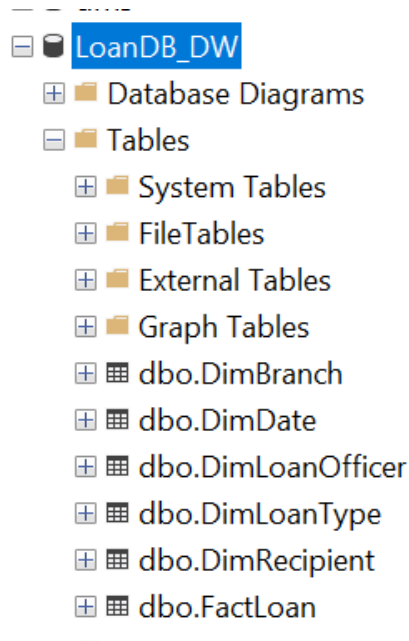 LoanDB_DW
Database Diagrams
Tables
System Tables
FileTables
External Tables
Graph Tables
dbo.DimBranch
dbo.DimDate
dbo.DimLoanOfficer
dbo.DimLoanType
dbo.DimRecipient
dbo.FactLoan